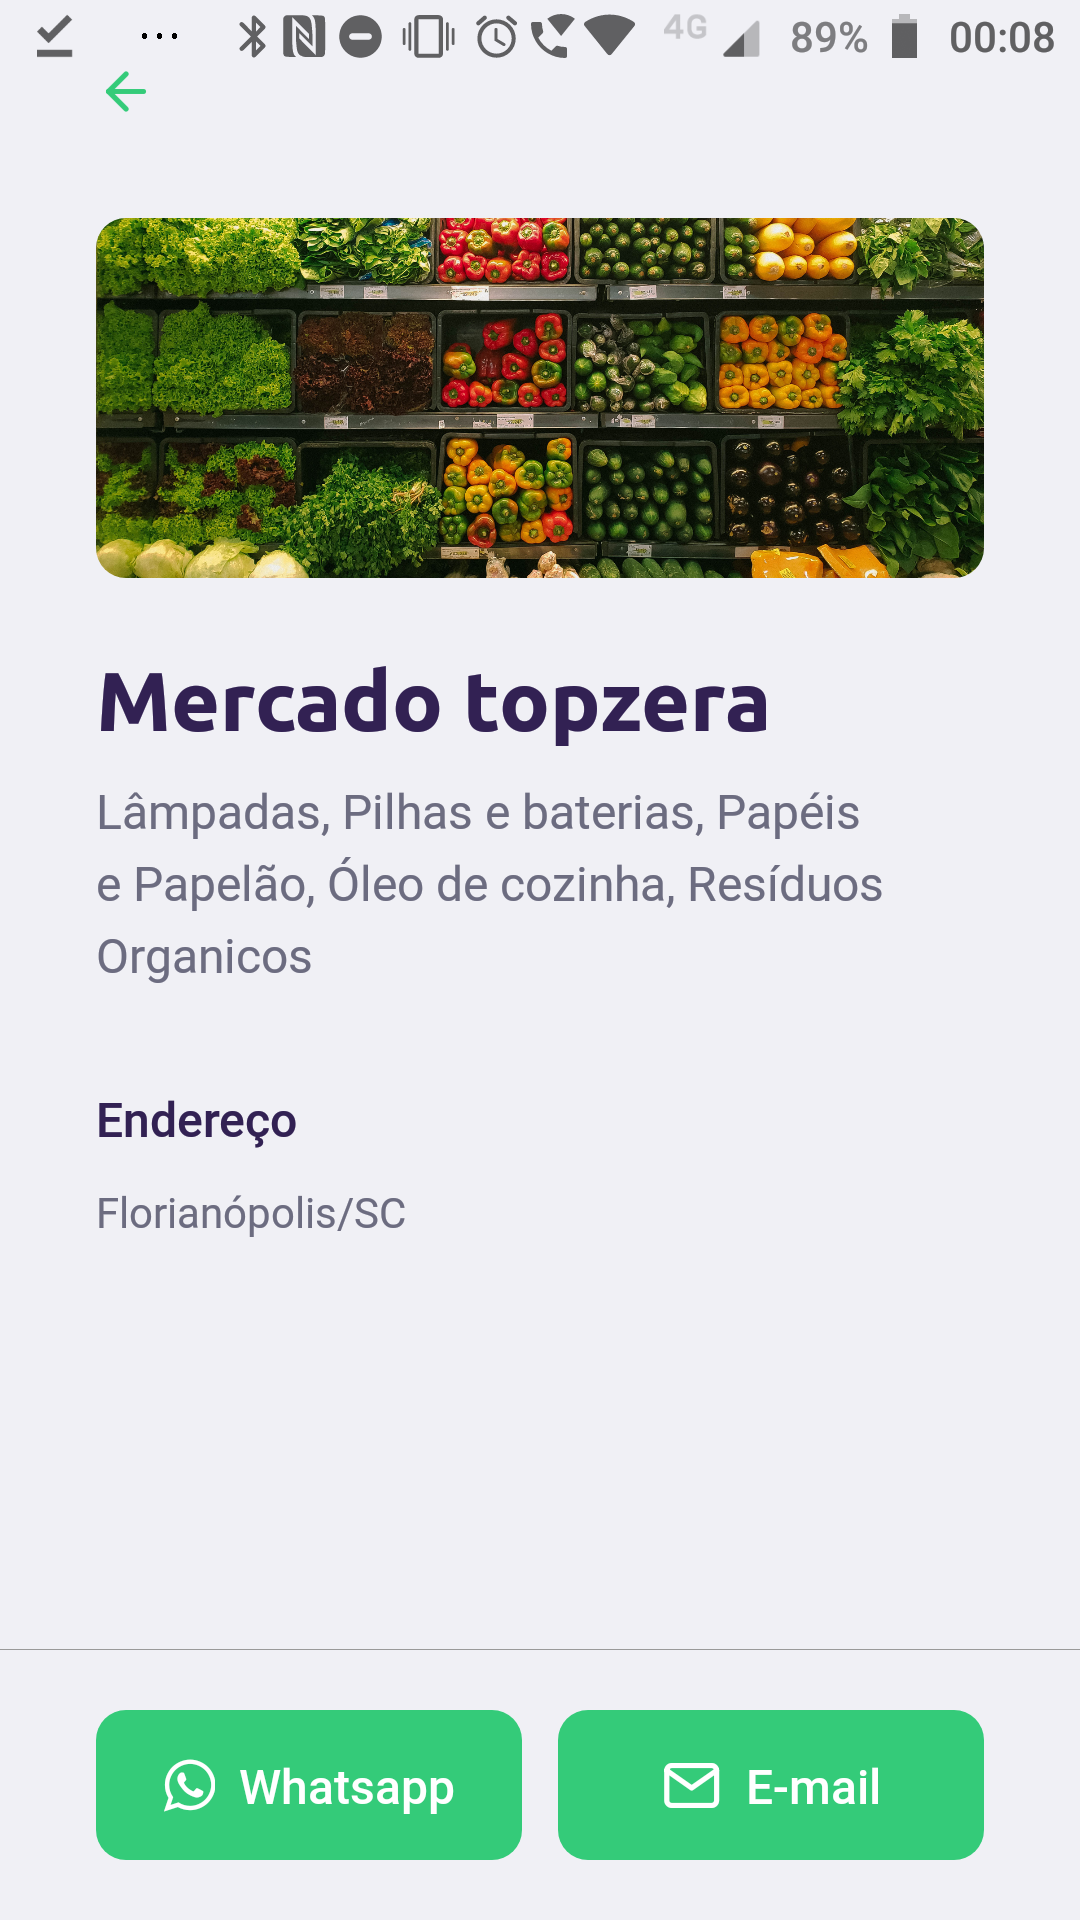 4G 89% 00:08
Mercado topzera
Lâmpadas, Pilhas e baterias, Papéis
e Papelão, Óleo de cozinha, Resíduos
Organicos
Endereço
Florianópolis/SC
Whatsapp E-mail